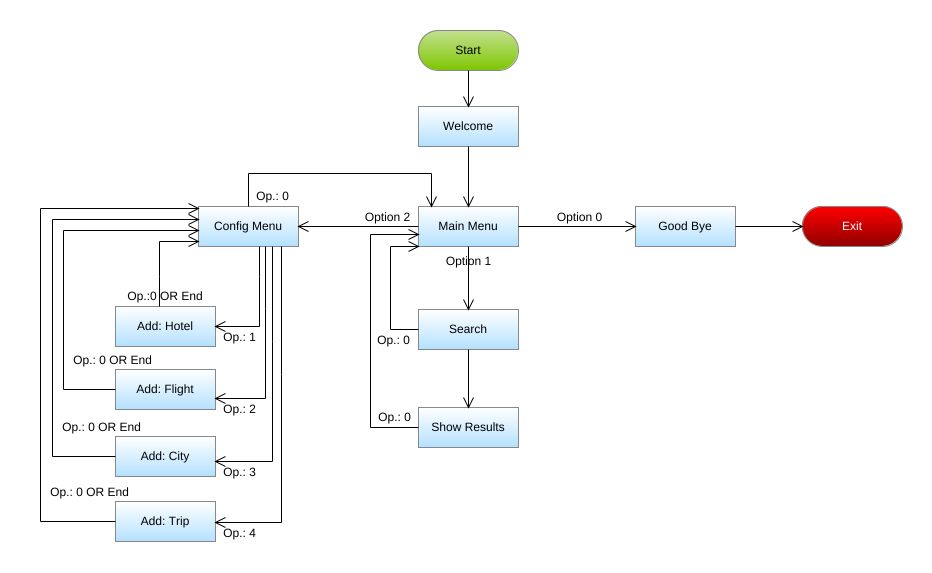 Start
Welcome
Op.: 0
Config Menu
Option 2
Main Menu
Option 0
Good Bye
Exit
Option 1
Op.:0 OR End
Add: Hotel
Op.: 1
Search
Op.: 0
Op.: 0 OR End
Add: Flight
Op.: 2
Op.: 0
Show Results
Op.: 0 OR End
Add: City
Op.: 3
Op.: 0 OR End
Add: Trip
Op.: 4